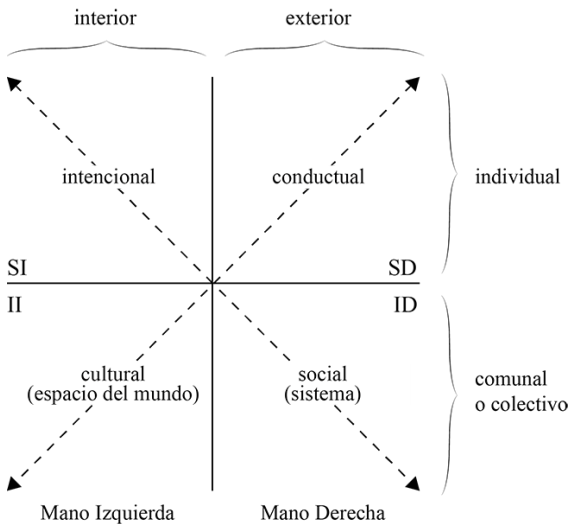 interior
exterior
intencional
conductual
individual
SI
SD
II
ID
cultural
(espacio del mundo)
social
(sistema)
comunal
o colectivo
Mano Izquierda
Mano Derecha